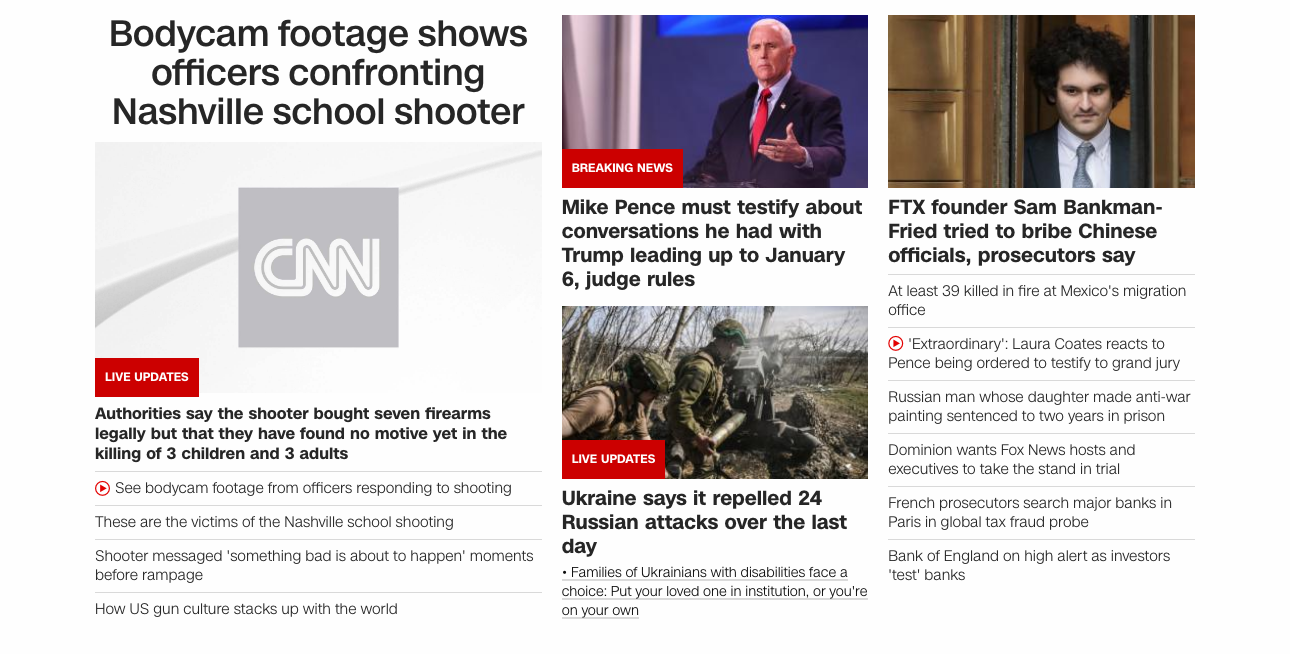 Bodycam footage shows
officers confronting
Nashville school shooter
CNN
LIVE UPDATES
Authorities say the shooter bought seven firearms
legally but that they have found no motive yet in the
killing of 3 children and 3 adults
See bodycam footage from officers responding to shooting
These are the victims of the Nashville school shooting
Shooter messaged 'something bad is about to happen' moments
before rampage
How US gun culture stacks up with the world
BREAKING NEWS
Mike Pence must testify about
conversations he had with
Trump leading up to January
6, judge rules
LIVE UPDATES
Ukraine says it repelled 24
Russian attacks over the last
day
• Families of Ukrainians with disabilities face a
choice: Put your loved one in institution, or you're
on your own
FTX founder Sam Bankman-
Fried tried to bribe Chinese
officials, prosecutors say
At least 39 killed in fire at Mexico's migration
office
'Extraordinary': Laura Coates reacts to
Pence being ordered to testify to grand jury
Russian man whose daughter made anti-war
painting sentenced to two years in prison
Dominion wants Fox News hosts and
executives to take the stand in trial
French prosecutors search major banks in
Paris in global tax fraud probe
Bank of England on high alert as investors
'test' banks